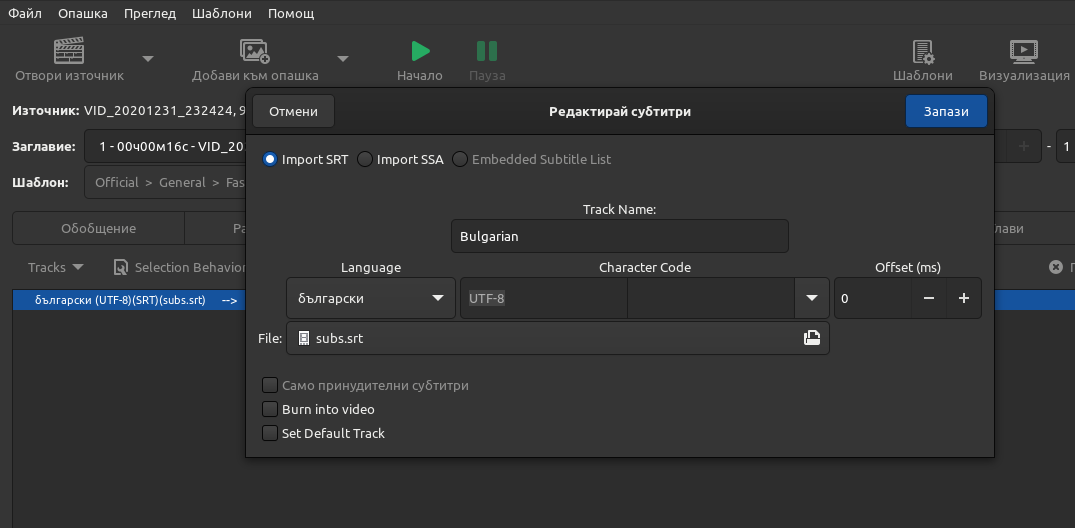 Файл Опашка Преглед Шаблони Помощ
Отвори източник Добави към опашка Начало Пауза Шаблони Визуализация
Източник: VID_20201231_232424, 9
Отмени Редактирай субтитри Запази
Заглавие: 1 - 00ч00м16с - VID_20 - 1
Import SRT Import SSA Embedded Subtitle List
Шаблон: Official > General > Fas
Track Name:
Обобщение Ра Bulgarian лави
Tracks Selection Behavior Language Character Code Offset (ms)
български (UTF-8)(SRT)(subs.srt) --> български UTF-8 0 - +
File: subs.srt
Само принудителни субтитри
Burn into video
Set Default Track